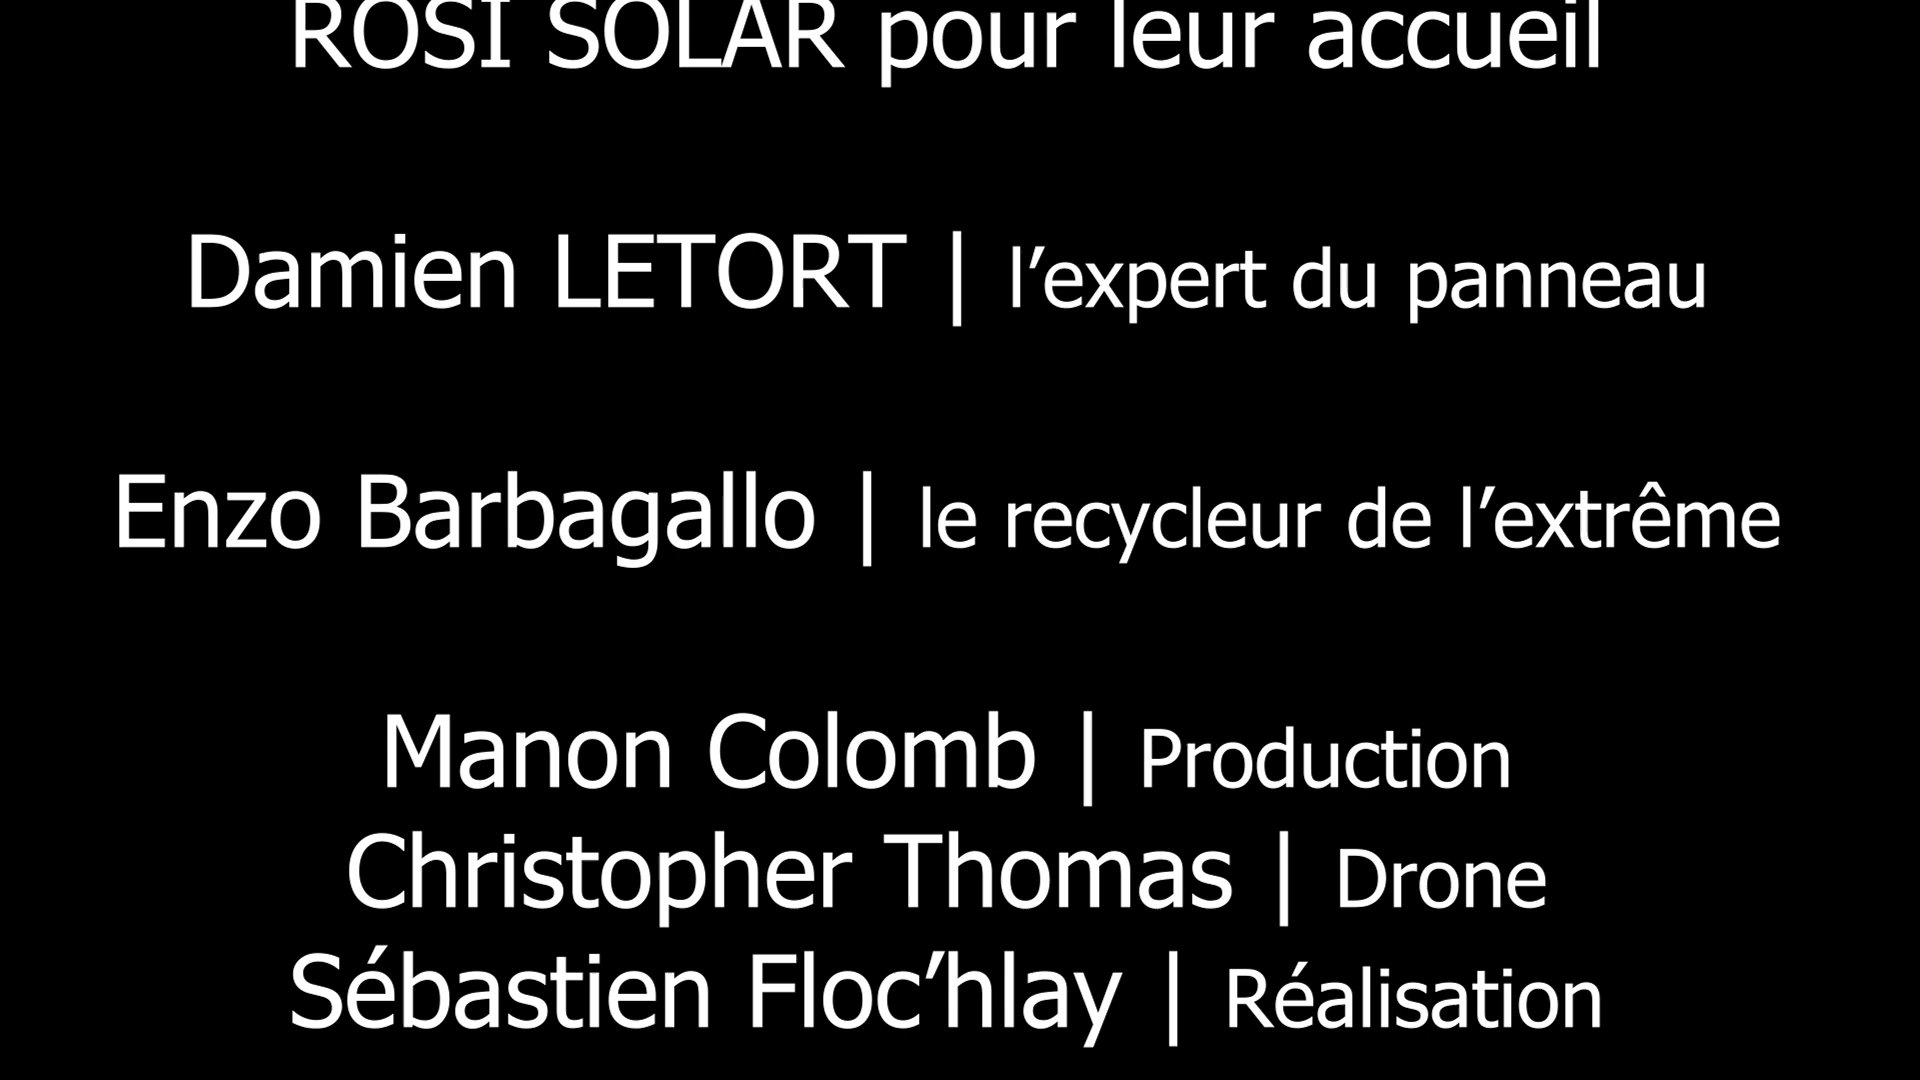 ROSI SOLAR pour leur accueil
Damien LETORT | l’expert du panneau
Enzo Barbagallo | le recycleur de l’extrême
Manon Colomb | Production
Christopher Thomas | Drone
Sébastien Floc’hlay | Réalisation